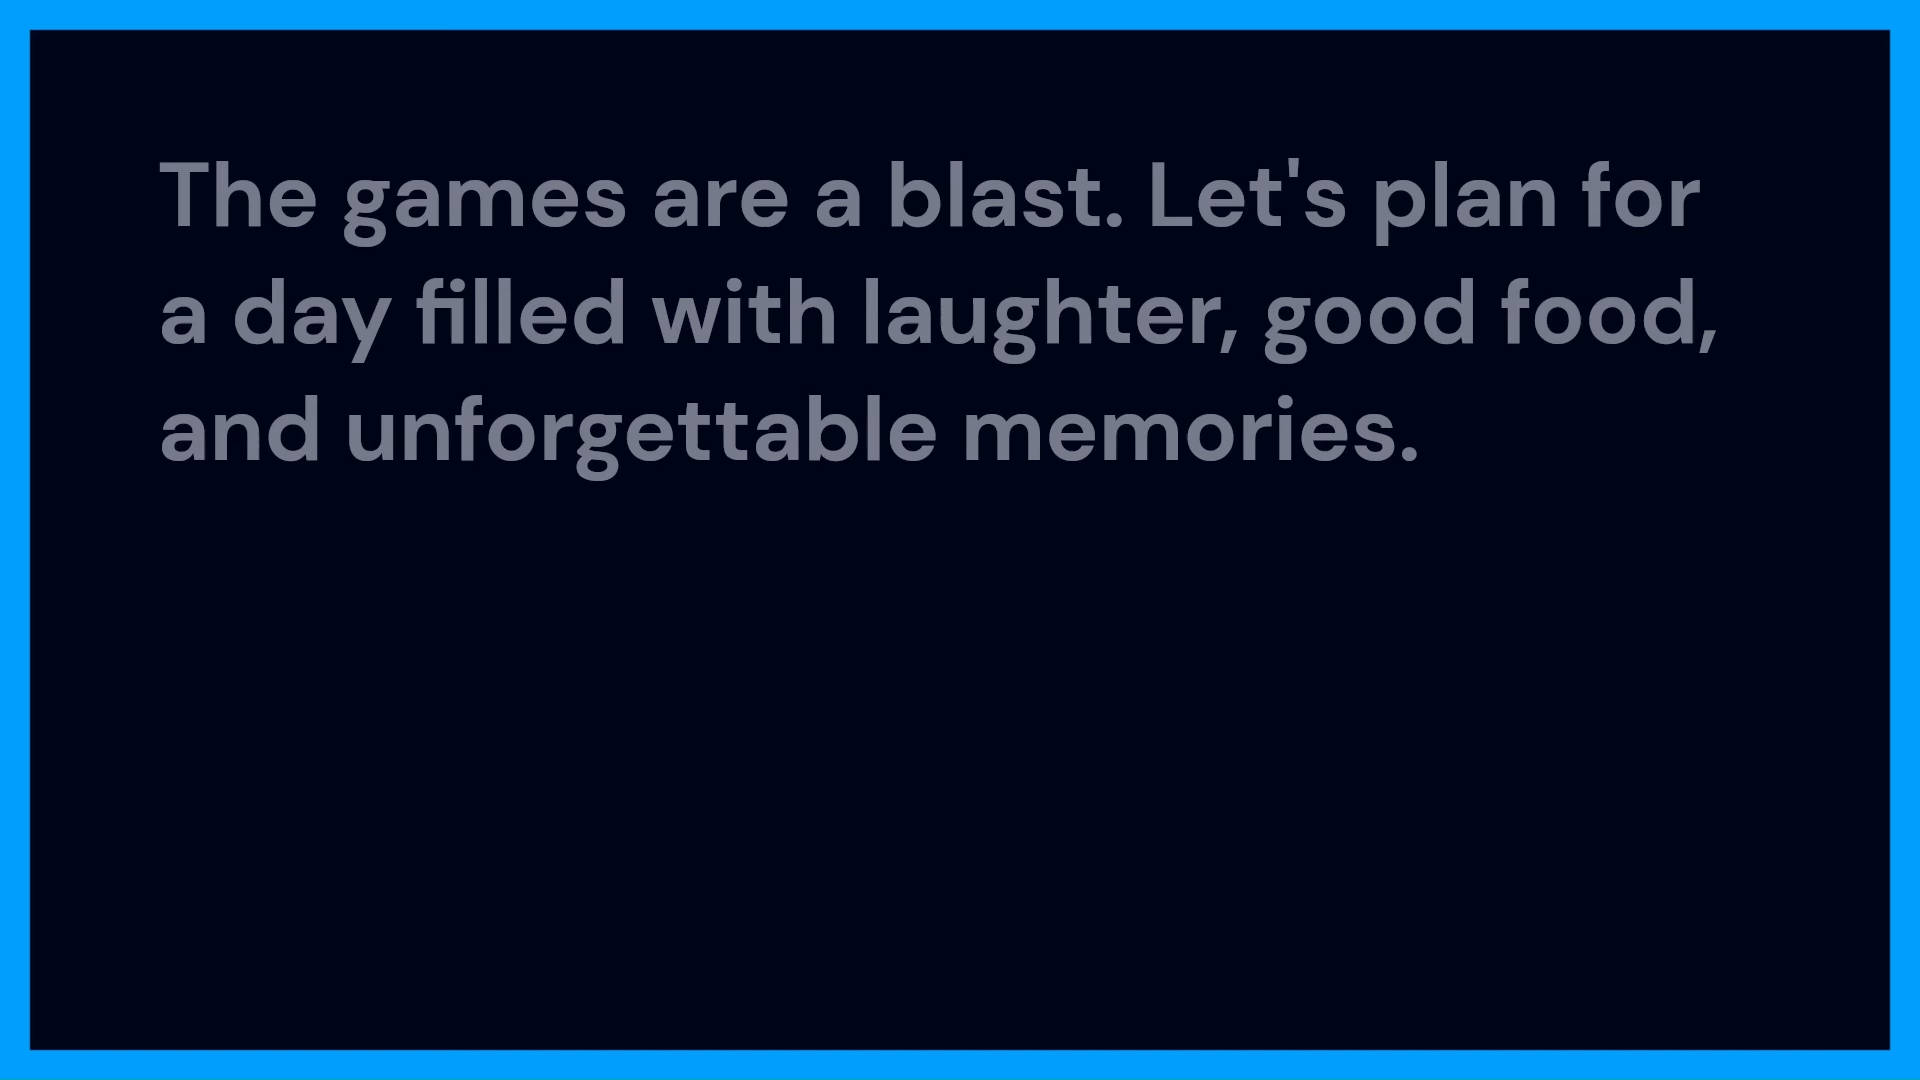 The games are a blast. Let's plan for
a day filled with laughter, good food,
and unforgettable memories.